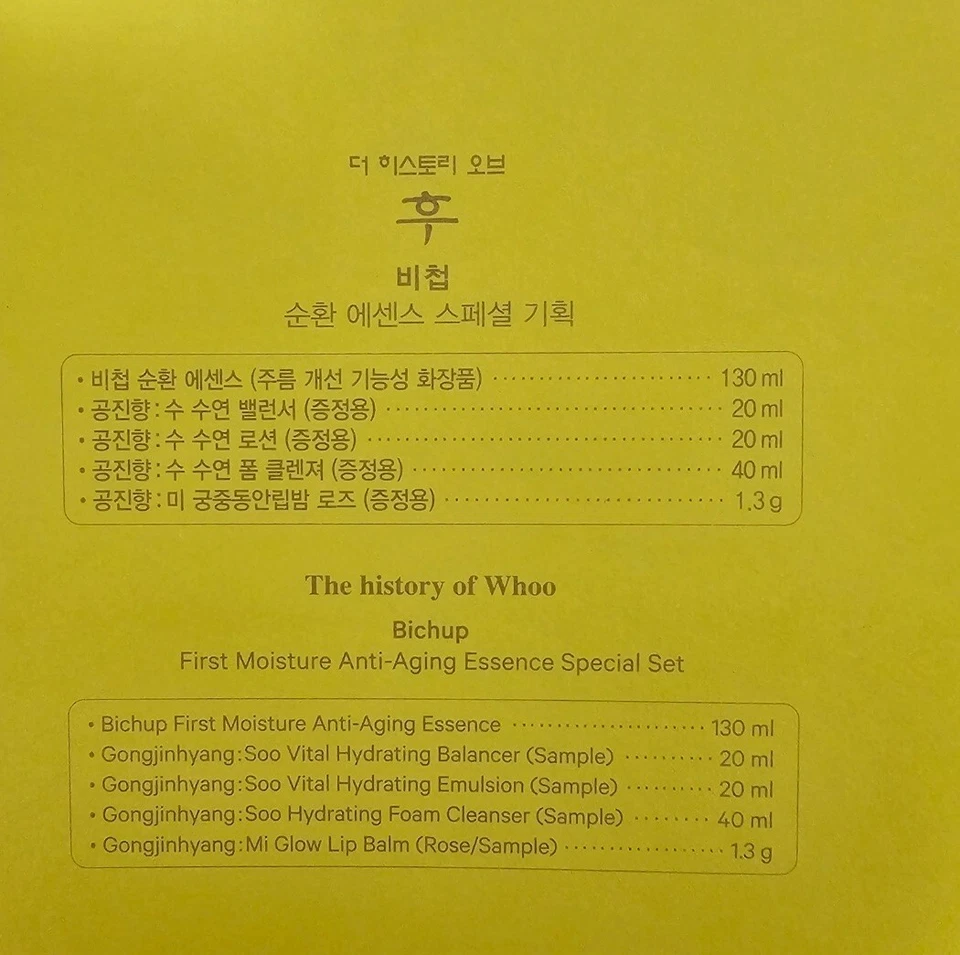 더 히스토리 오브
후
비첩
순환 에센스 스페셜 기획
• 비첩 순환 에센스 (주름 개선 기능성 화장품) ······················ 130 ml
• 공진향 : 수 수연 밸런서 (증정용) ·································· 20 ml
• 공진향 : 수 수연 로션 (증정용) ···································· 20 ml
• 공진향 : 수 수연 폼 클렌져 (증정용) ······························· 40 ml
• 공진향 : 미 궁중동안립밤 로즈 (증정용) ···························· 1.3 g
The history of Whoo
Bichup
First Moisture Anti-Aging Essence Special Set
• Bichup First Moisture Anti-Aging Essence ···················· 130 ml
• Gongjinhyang : Soo Vital Hydrating Balancer (Sample) ·········· 20 ml
• Gongjinhyang : Soo Vital Hydrating Emulsion (Sample) ·········· 20 ml
• Gongjinhyang : Soo Hydrating Foam Cleanser (Sample) ········ 40 ml
• Gongjinhyang : Mi Glow Lip Balm (Rose/Sample) ·················· 1.3 g